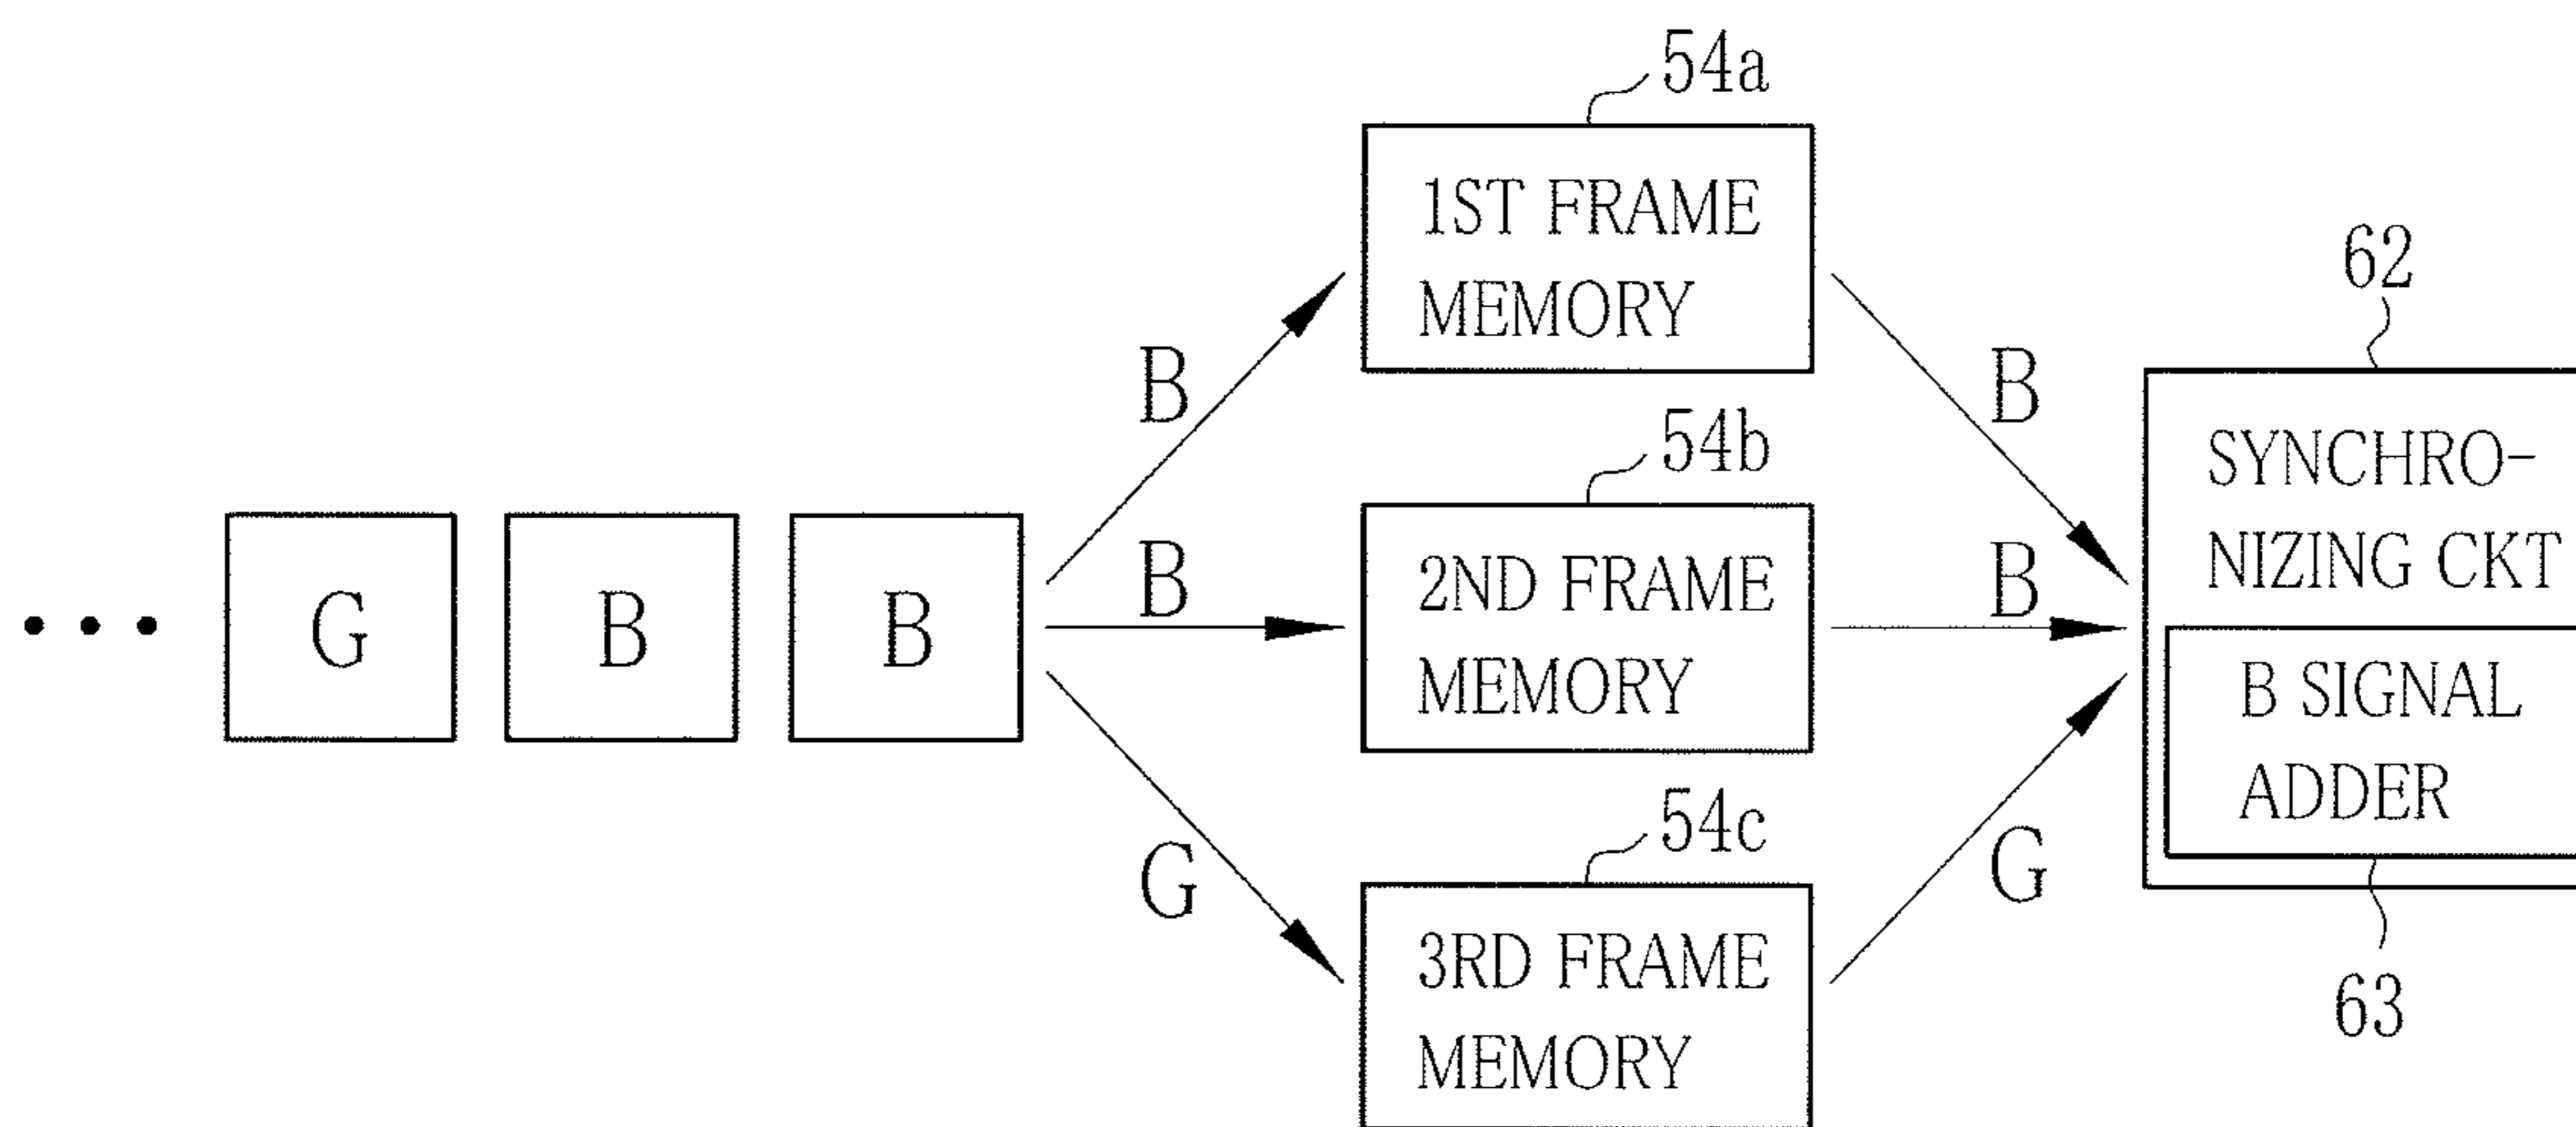 54a
1ST FRAME
MEMORY
62
B
B
54b
SYNCHRO-
NIZING CKT
G
B
B
B
B
2ND FRAME
MEMORY
B SIGNAL
ADDER
54c
G
G
3RD FRAME
MEMORY
63